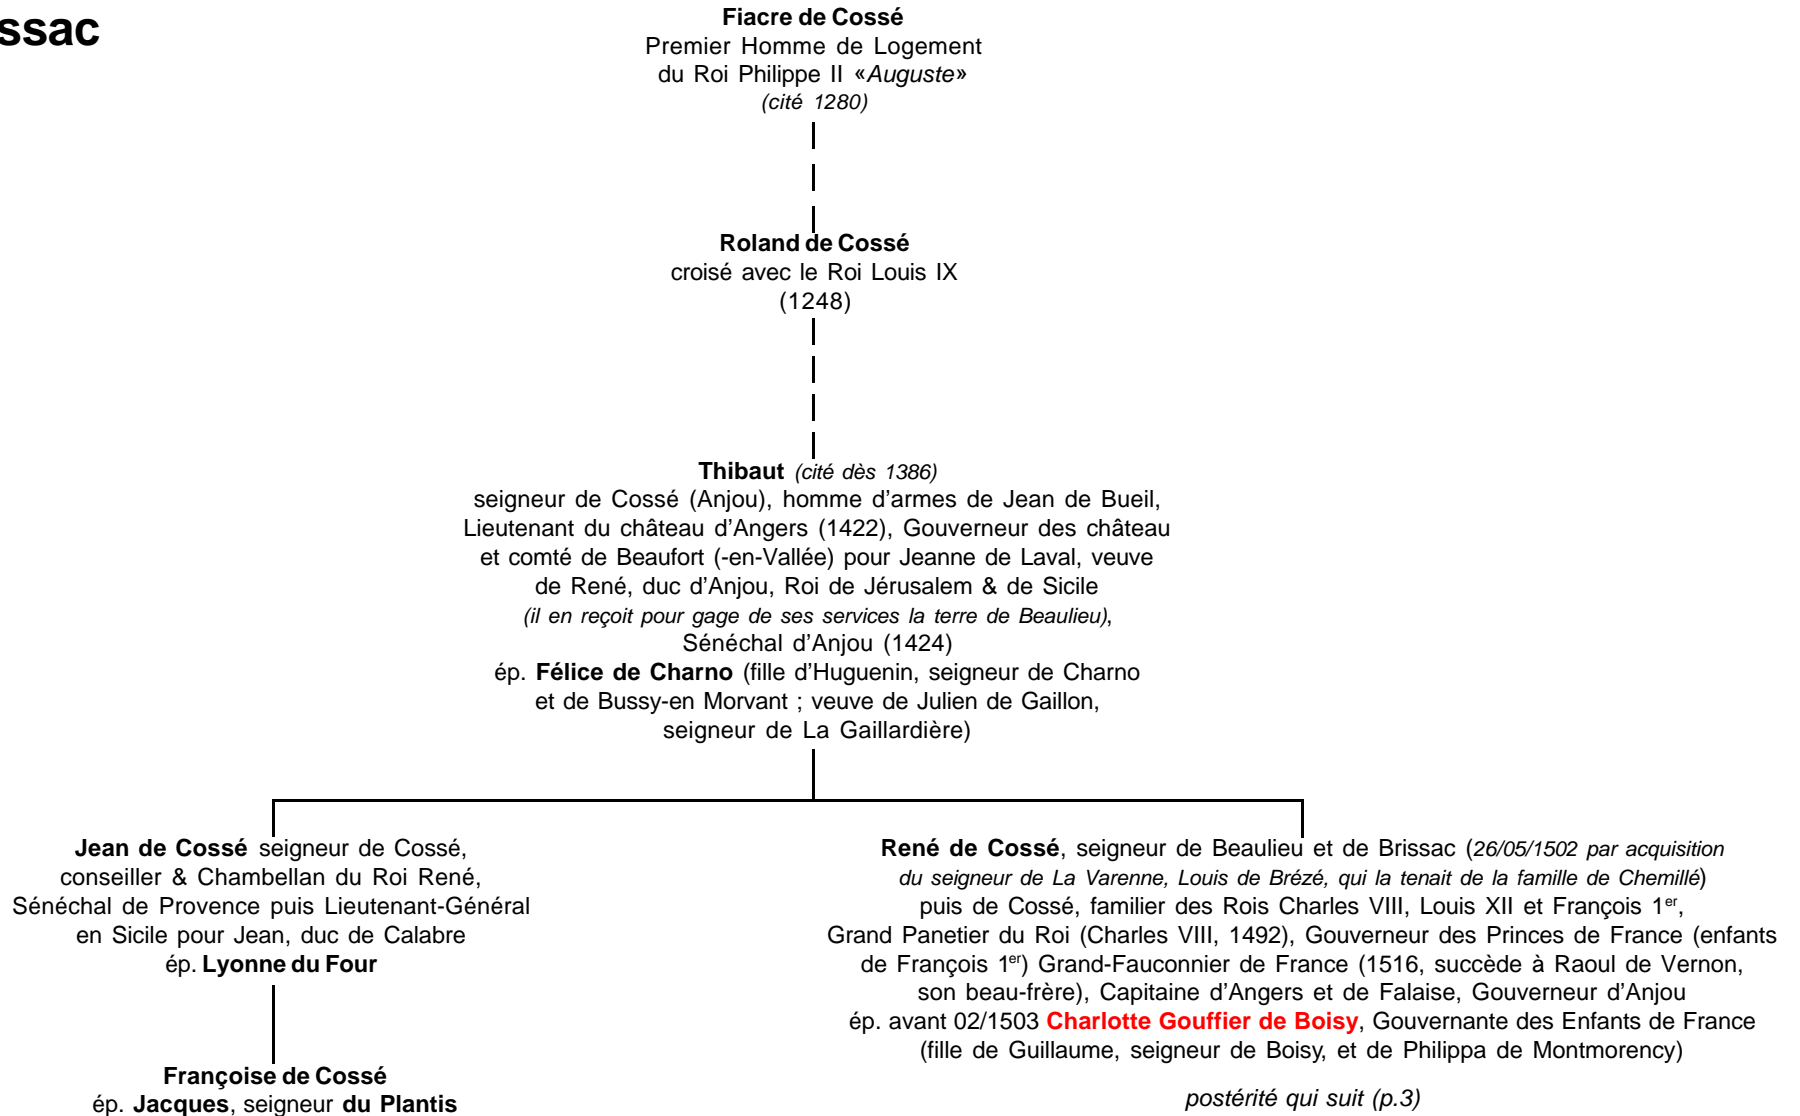 ssac
Fiacre de Cossé
Premier Homme de Logement
du Roi Philippe II «Auguste»
(cité 1280)
Roland de Cossé
croisé avec le Roi Louis IX
(1248)
Thibaut (cité dès 1386)
seigneur de Cossé (Anjou), homme d’armes de Jean de Bueil,
Lieutenant du château d’Angers (1422), Gouverneur des château
et comté de Beaufort (-en-Vallée) pour Jeanne de Laval, veuve
de René, duc d’Anjou, Roi de Jérusalem & de Sicile
(il en reçoit pour gage de ses services la terre de Beaulieu),
Sénéchal d’Anjou (1424)
ép. Félice de Charno (fille d’Huguenin, seigneur de Charno
et de Bussy-en Morvant ; veuve de Julien de Gaillon,
seigneur de La Gaillardière)
Jean de Cossé seigneur de Cossé,
conseiller & Chambellan du Roi René,
Sénéchal de Provence puis Lieutenant-Général
en Sicile pour Jean, duc de Calabre
ép. Lyonne du Four
Françoise de Cossé
ép. Jacques, seigneur du Plantis
René de Cossé, seigneur de Beaulieu et de Brissac (26/05/1502 par acquisition
du seigneur de La Varenne, Louis de Brézé, qui la tenait de la famille de Chemillé)
puis de Cossé, familier des Rois Charles VIII, Louis XII et François 1er,
Grand Panetier du Roi (Charles VIII, 1492), Gouverneur des Princes de France (enfants
de François 1er) Grand-Fauconnier de France (1516, succède à Raoul de Vernon,
son beau-frère), Capitaine d’Angers et de Falaise, Gouverneur d’Anjou
ép. avant 02/1503 Charlotte Gouffier de Boisy, Gouvernante des Enfants de France
(fille de Guillaume, seigneur de Boisy, et de Philippa de Montmorency)
postérité qui suit (p.3)